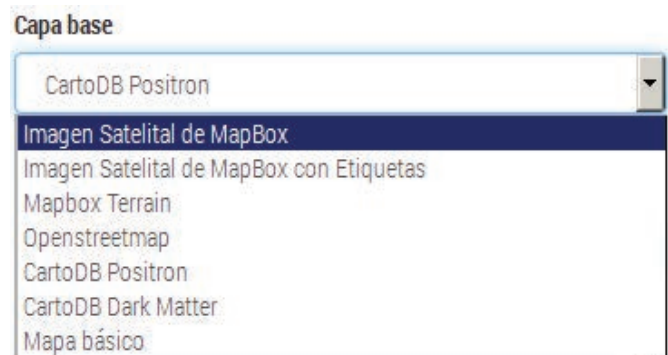 Capa base
CartoDB Positron
Imagen Satelital de MapBox
Imagen Satelital de MapBox con Etiquetas
Mapbox Terrain
Openstreetmap
CartoDB Positron
CartoDB Dark Matter
Mapa básico